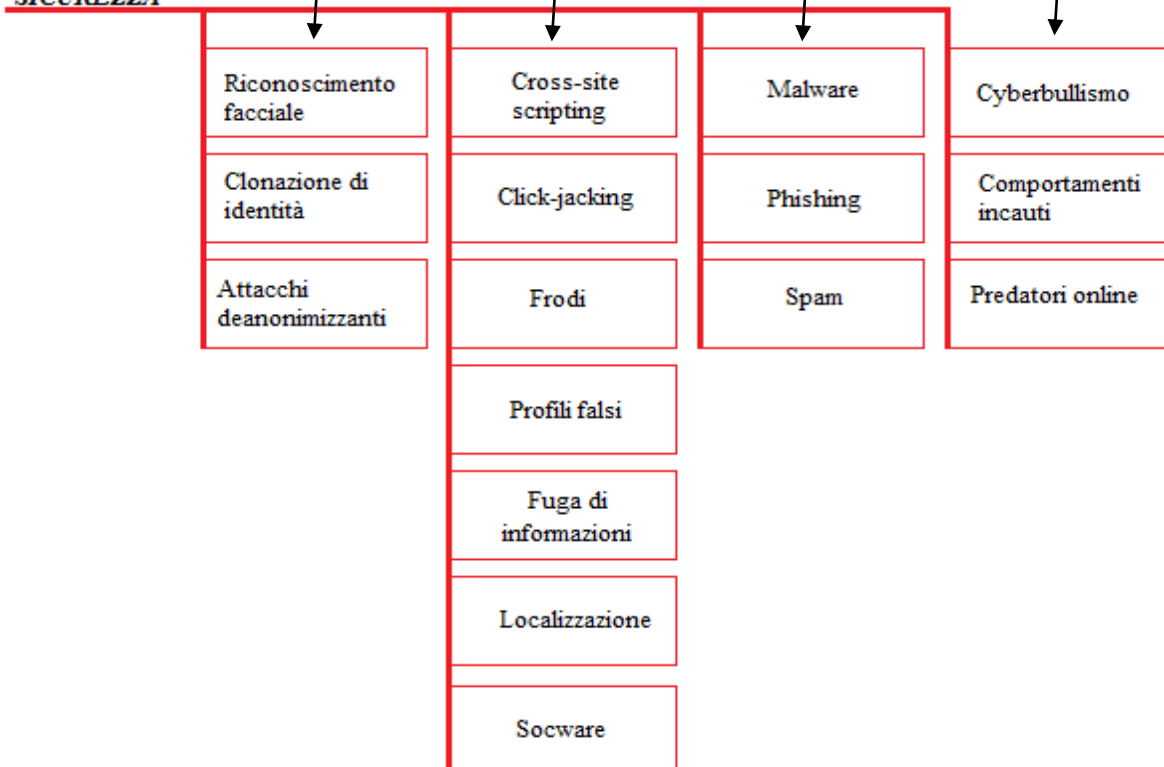 SICUREZZA
Riconoscimento
facciale
Clonazione di
identità
Attacchi
deanonimizzanti
Cross-site
scripting
Click-jacking
Frodi
Profili falsi
Fuga di
informazioni
Localizzazione
Socware
Malware
Phishing
Spam
Cyberbullismo
Comportamenti
incauti
Predatori online